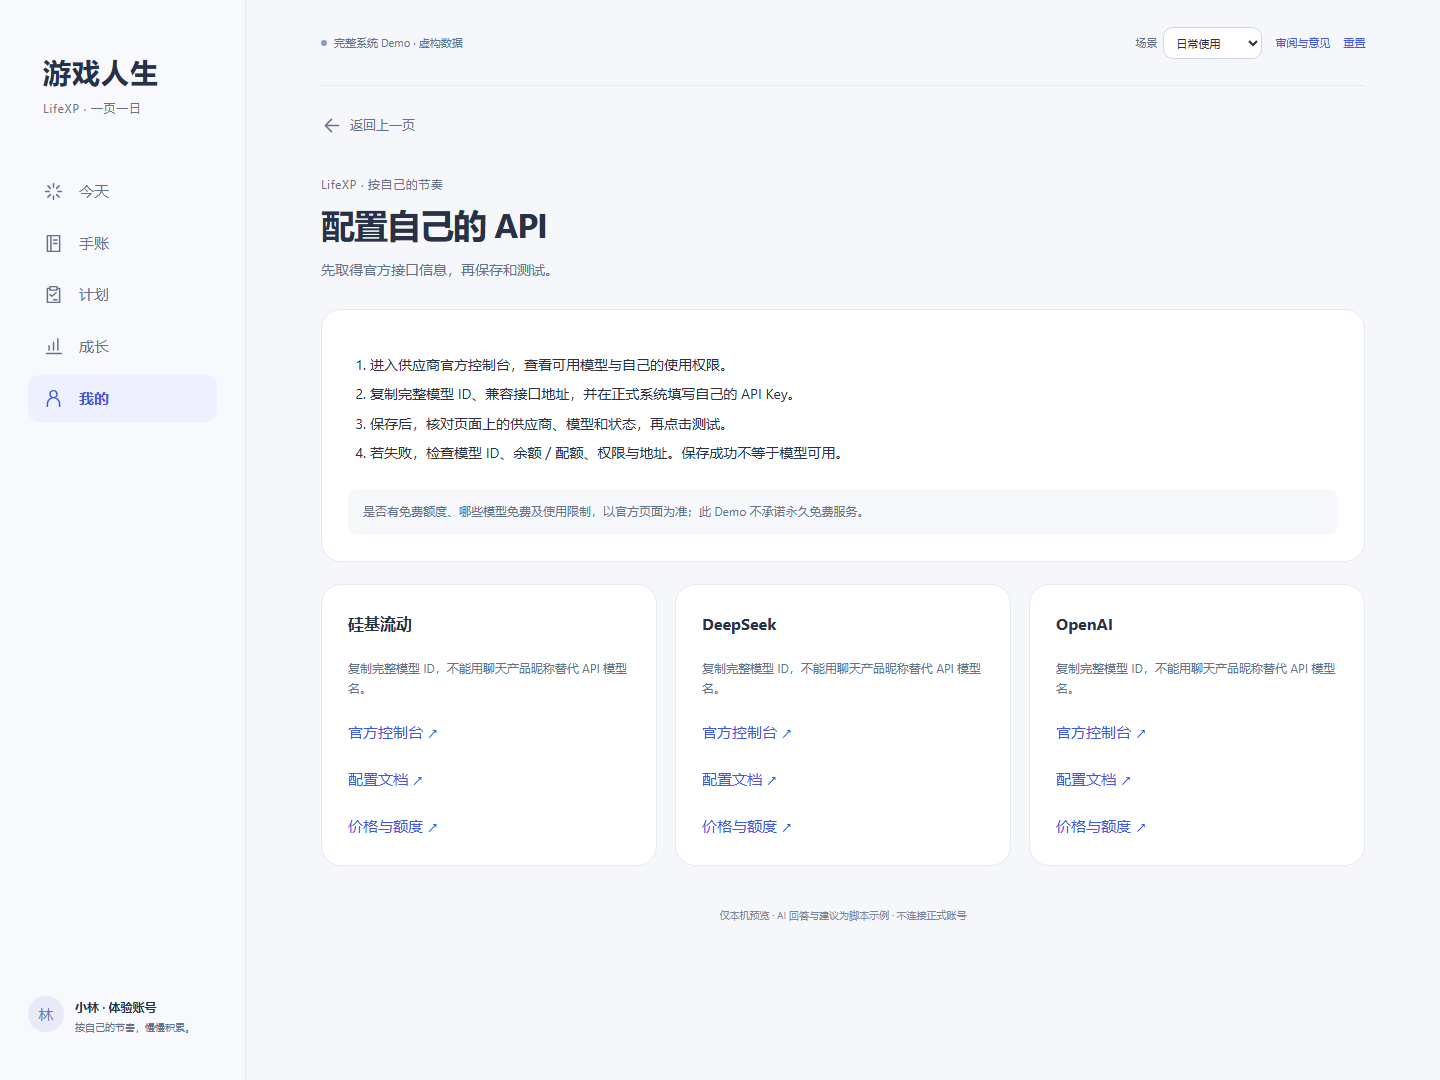 游戏人生
LifeXP · 一页一日
今天
手账
计划
成长
我的
小林 · 体验账号
按自己的节奏，慢慢积累。
完整系统 Demo · 虚构数据
场景
日常使用
审阅与意见
重置
返回上一页
LifeXP · 按自己的节奏
配置自己的 API
先取得官方接口信息，再保存和测试。
1. 进入供应商官方控制台，查看可用模型与自己的使用权限。
2. 复制完整模型 ID、兼容接口地址，并在正式系统填写自己的 API Key。
3. 保存后，核对页面上的供应商、模型和状态，再点击测试。
4. 若失败，检查模型 ID、余额 / 配额、权限与地址。保存成功不等于模型可用。
是否有免费额度、哪些模型免费及使用限制，以官方页面为准；此 Demo 不承诺永久免费服务。
硅基流动
复制完整模型 ID，不能用聊天产品昵称替代 API 模型
名。
官方控制台 ↗
配置文档 ↗
价格与额度 ↗
DeepSeek
复制完整模型 ID，不能用聊天产品昵称替代 API 模型
名。
官方控制台 ↗
配置文档 ↗
价格与额度 ↗
OpenAI
复制完整模型 ID，不能用聊天产品昵称替代 API 模型
名。
官方控制台 ↗
配置文档 ↗
价格与额度 ↗
仅本机预览 · AI 回答与建议为脚本示例 · 不连接正式账号
林